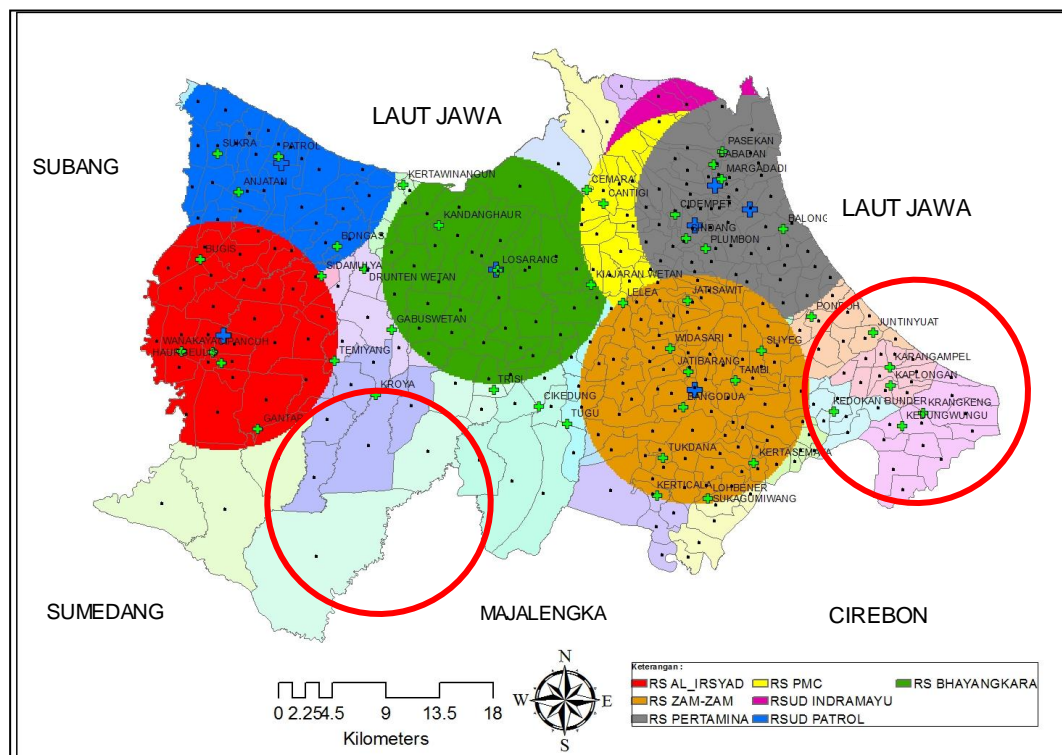 LAUT JAWA
SUBANG
LAUT JAWA
SUKRA
PATROL
ANJATAN
KERTAWINANGUN
KANDANGHAUR
BONGAS
BUGIS
SIDAMULYA
DRUNTEN WETAN
LOSARANG
GABUSWETAN
TEMIYANG
KROYA
GANTAR
TRISI
CIKEDUNG
TUGU
CEMARA
CANTIGI
PASEKAN
BABADAN
MARGADADI
CIDEMPET
BALONG
PLUMBON
KIAJARAN WETAN
LELEA
JATISAWIT
WIDASARI
SLIYEG
JATIBARANG
TAMBI
BANGODUA
TUKDANA
KERTASEMAYA
KERTICALA
LOHBENER
SUKAGUMIWANG
JUNTINYUAT
KARANGAMPEL
KAPLONGAN
KEDOKAN BUNDER
KRANGKENG
KEDUNGWUNGU
SUMEDANG
MAJALENGKA
CIREBON
N
W E
S
0 2.25 4.5 9 13.5 18
Kilometers
Keterangan :
RS AL_IRSYAD
RS PMC
RS BHAYANGKARA
RS ZAM-ZAM
RSUD INDRAMAYU
RS PERTAMINA
RSUD PATROL